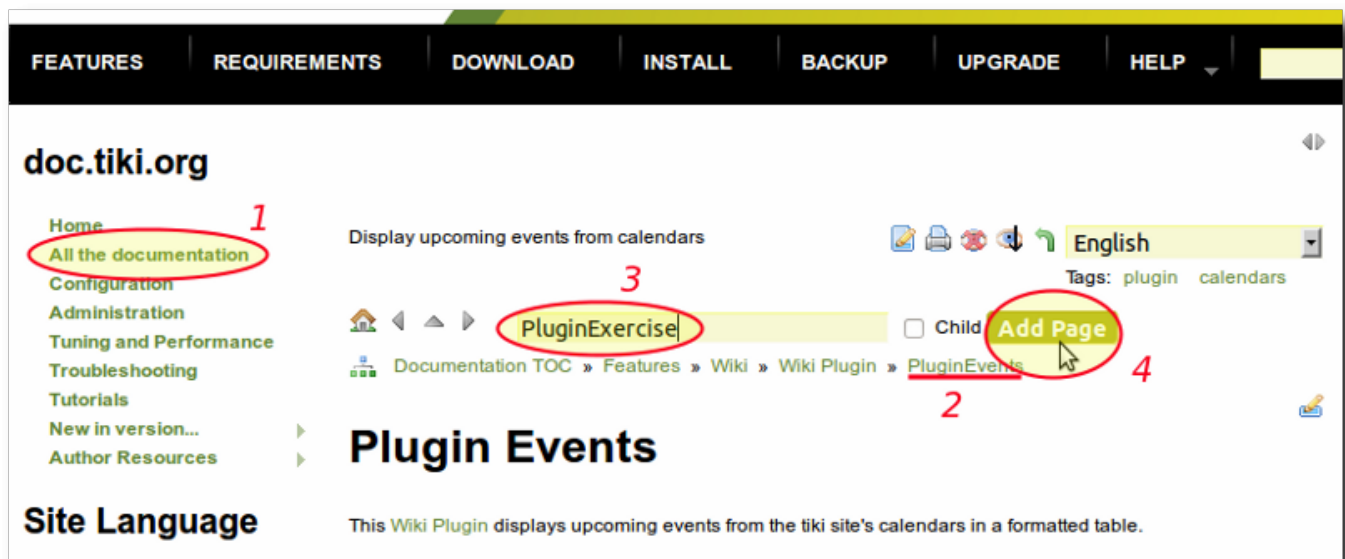 FEATURES REQUIREMENTS DOWNLOAD INSTALL BACKUP UPGRADE HELP
doc.tiki.org
1
Home
All the documentation
Configuration
Administration
Tuning and Performance
Troubleshooting
Tutorials
New in version...
Author Resources
Site Language
Display upcoming events from calendars
English
Tags: plugin calendars
3
PluginExercise Child Add Page
4
Documentation TOC » Features » Wiki » Wiki Plugin » PluginEvents
2
Plugin Events
This Wiki Plugin displays upcoming events from the tiki site's calendars in a formatted table.